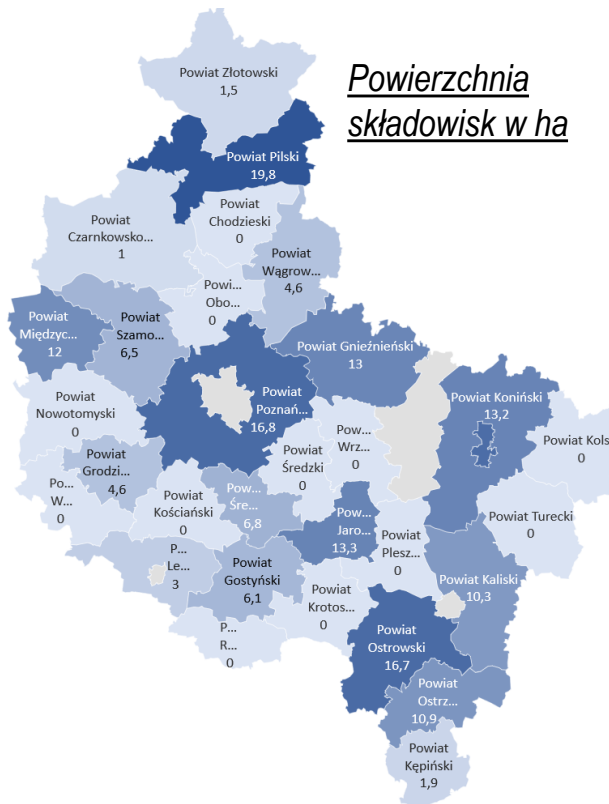 Powierzchnia
składowisk w ha
Powiat Złotowski
1,5
Powiat Pilski
19,8
Powiat
Chodzieski
0
Powiat
Czarnkowsko...
1
Powiat
Wągrow...
4,6
Powi...
Obo...
0
Powiat
Międzyc...
12
Powiat
Szamo...
6,5
Powiat Gnieźnieński
13
Powiat
Poznań...
16,8
Powiat Koniński
13,2
Powiat
Nowotomyski
0
Pow...
Wrz...
0
Powiat Kols...
0
Powiat
Średzki
0
Powiat
Grodzi...
4,6
Po...
W...
0
Powiat
Kościański
0
Pow...
Śre...
6,8
Pow...
Jaro...
13,3
Powiat Turecki
0
Powiat
Plesz...
0
P...
Le...
3
Powiat
Gostyński
6,1
Powiat Kaliski
10,3
Powiat
Krotos...
0
P...
R...
0
Powiat
Ostrowski
16,7
Powiat
Ostrz...
10,9
Powiat
Kępiński
1,9